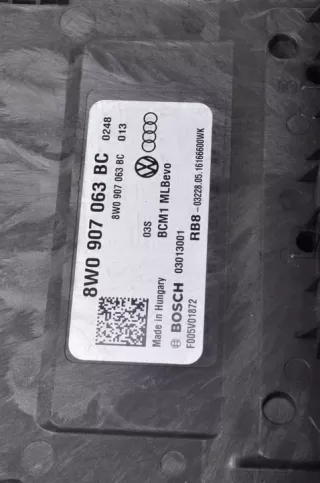 8W0 907 063 BC 0248
8W0 907 063 BC 013
03S
BCM1 MLBevo
Made in Hungary
BOSCH 03013001
F005V01872 RB8-03228.05.16166600WK